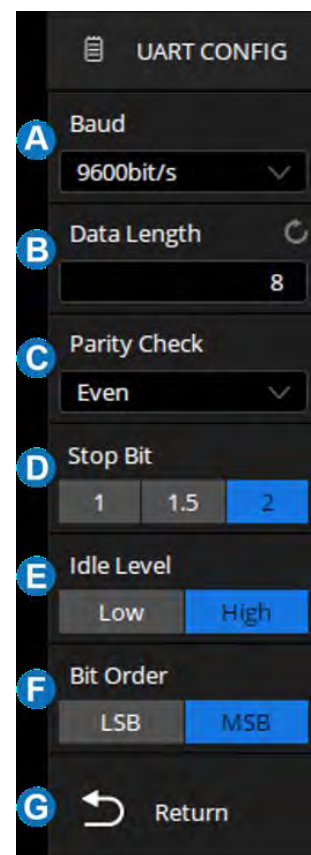 UART CONFIG
A
Baud
9600bit/s
B
Data Length
8
C
Parity Check
Even
D
Stop Bit
1 1.5 2
E
Idle Level
Low High
F
Bit Order
LSB MSB
G
Return